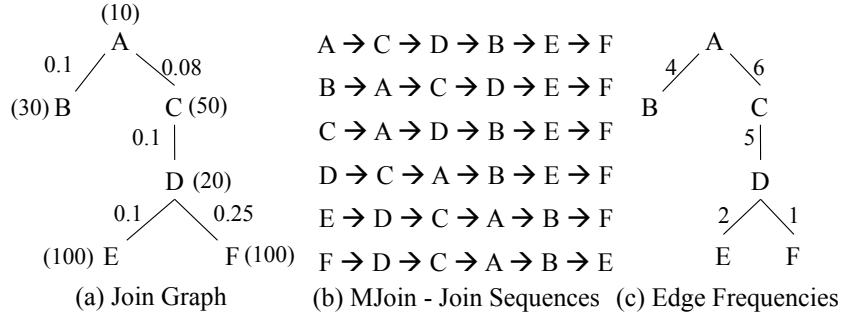 (10)
A
0.1 0.08
(30) B C (50)
0.1
D (20)
0.1 0.25
(100) E F (100)
(a) Join Graph
A → C → D → B → E → F
B → A → C → D → E → F
C → A → D → B → E → F
D → C → A → B → E → F
E → D → C → A → B → F
F → D → C → A → B → E
(b) MJoin - Join Sequences
A
4 6
B C
5
D
2 1
E F
(c) Edge Frequencies